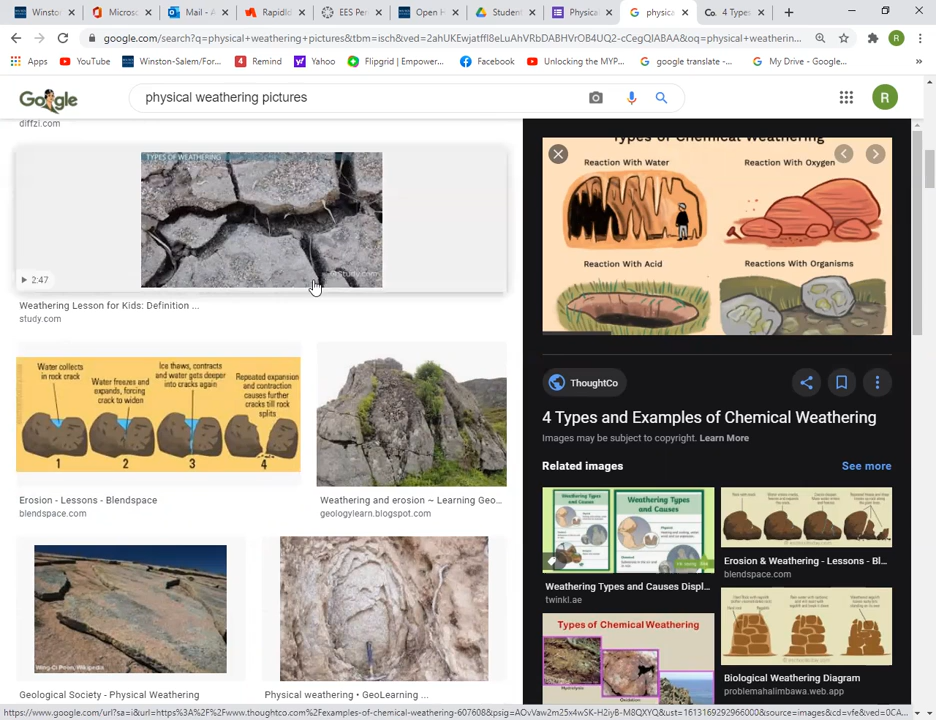 Winston
Microso
Mail - A
RapidId
EES Per
Open H
Student
Physical
physica
Co. 4 Types
google.com/search?q=physical+weathering+pictures&tbm=isch&ved=2ahUKEwjatffl8eLuAhVRbDABHVrOB4UQ2-cCegQIABAA&oq=physical+weatherin...
Apps YouTube Winston-Salem/For... Remind Yahoo Flipgrid | Empower... Facebook Unlocking the MYP... google translate -... My Drive - Google... »
Google
physical weathering pictures
R
diffzi.com
TYPES OF WEATHERING
Study.com
2:47
Weathering Lesson for Kids: Definition ...
study.com
Water collects
in rock crack
Water freezes and
expands, forcing
crack to widen
Ice thaws, contracts
and water gets deeper
into cracks again
Repeated expansion
and contraction
causes further
cracks till rock
splits
1 2 3 4
Erosion - Lessons - Blendspace
blendspace.com
Weathering and erosion ~ Learning Geo...
geologylearn.blogspot.com
Geological Society - Physical Weathering
Physical weathering • GeoLearning ...
Types of Chemical Weathering
Reaction With Water
Reaction With Oxygen
Reaction With Acid
Reactions With Organisms
ThoughtCo
4 Types and Examples of Chemical Weathering
Images may be subject to copyright. Learn More
Related images
See more
Weathering Types
and Causes
Weathering Types and Causes Displ...
twinkl.ae
Erosion & Weathering - Lessons - Bl...
blendspace.com
Types of Chemical Weathering
Hydrolysis
Oxidation
Biological Weathering Diagram
problemahalimbawa.web.app